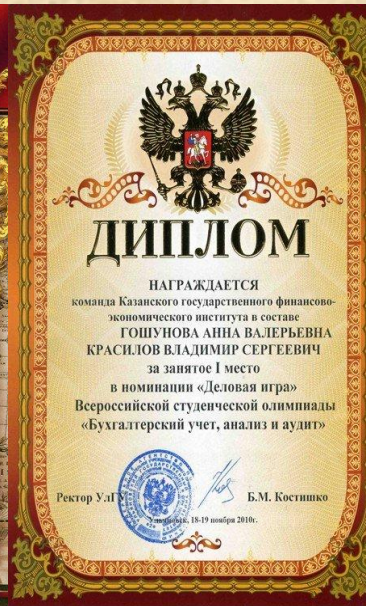 ДИПЛОМ
НАГРАЖДАЕТСЯ
команда Казанского государственного финансово-
экономического института в составе
ГОШУНОВА АННА ВАЛЕРЬЕВНА
КРАСИЛОВ ВЛАДИМИР СЕРГЕЕВИЧ
за занятое I место
в номинации «Деловая игра»
Всероссийской студенческой олимпиады
«Бухгалтерский учет, анализ и аудит»
Ректор УлГУ Б.М. Костишко
Ульяновск, 18-19 ноября 2010г.